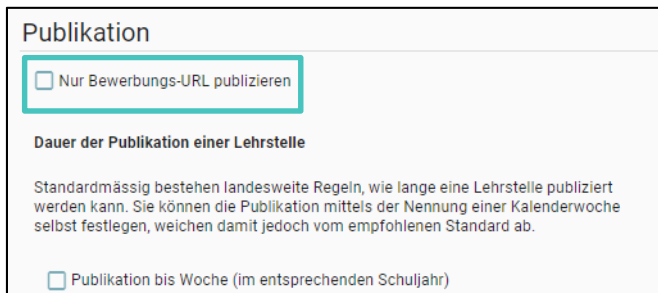 Publikation
Nur Bewerbungs-URL publizieren
Dauer der Publikation einer Lehrstelle
Standardmässig bestehen landesweite Regeln, wie lange eine Lehrstelle publiziert
werden kann. Sie können die Publikation mittels der Nennung einer Kalenderwoche
selbst festlegen, weichen damit jedoch vom empfohlenen Standard ab.
Publikation bis Woche (im entsprechenden Schuljahr)